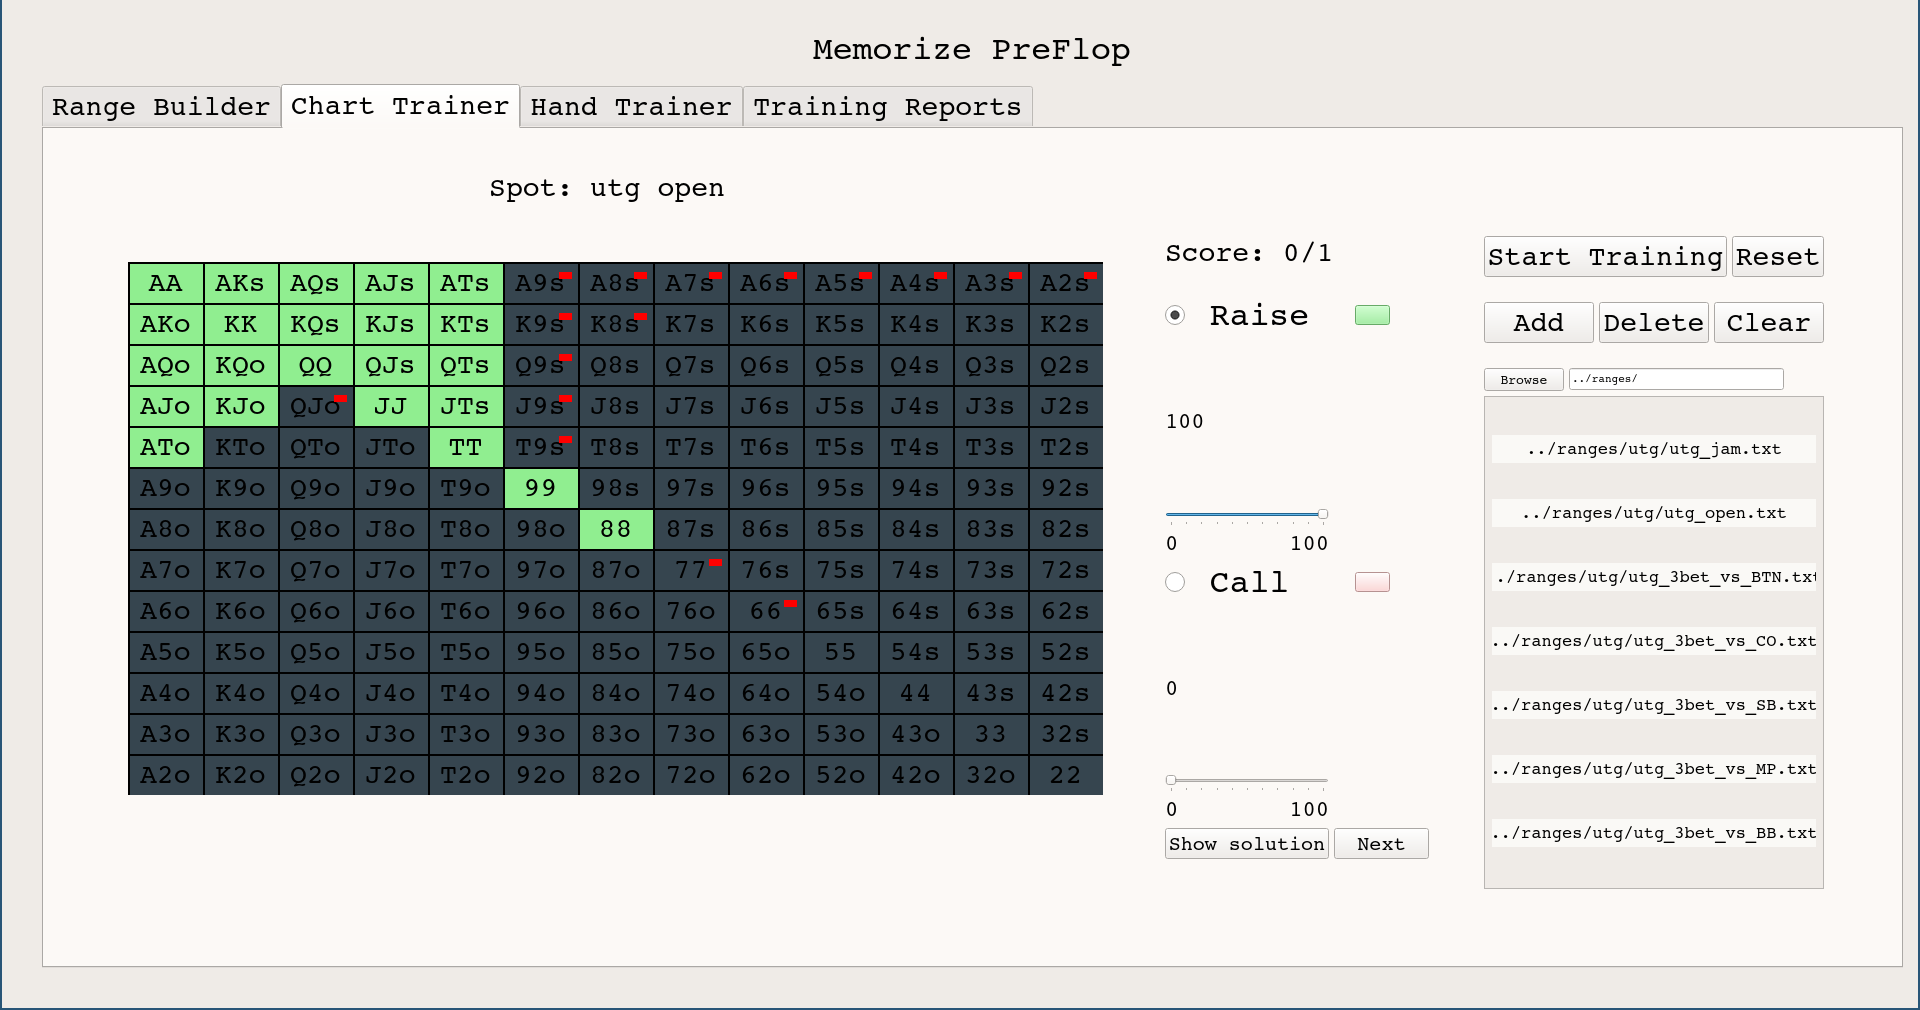 Memorize PreFlop
Range Builder Chart Trainer Hand Trainer Training Reports
Spot: utg open
AA AKs AQs AJs ATs A9s A8s A7s A6s A5s A4s A3s A2s
AKo KK KQs KJs KTs K9s K8s K7s K6s K5s K4s K3s K2s
AQo KQo QQ QJs QTs Q9s Q8s Q7s Q6s Q5s Q4s Q3s Q2s
AJo KJo QJo JJ JTs J9s J8s J7s J6s J5s J4s J3s J2s
ATo KTo QTo JTo TT T9s T8s T7s T6s T5s T4s T3s T2s
A9o K9o Q9o J9o T9o 99 98s 97s 96s 95s 94s 93s 92s
A8o K8o Q8o J8o T8o 98o 88 87s 86s 85s 84s 83s 82s
A7o K7o Q7o J7o T7o 97o 87o 77 76s 75s 74s 73s 72s
A6o K6o Q6o J6o T6o 96o 86o 76o 66 65s 64s 63s 62s
A5o K5o Q5o J5o T5o 95o 85o 75o 65o 55 54s 53s 52s
A4o K4o Q4o J4o T4o 94o 84o 74o 64o 54o 44 43s 42s
A3o K3o Q3o J3o T3o 93o 83o 73o 63o 53o 43o 33 32s
A2o K2o Q2o J2o T2o 92o 82o 72o 62o 52o 42o 32o 22
Score: 0/1
Raise
100
0 100
Call
0
0 100
Show solution Next
Start Training Reset
Add Delete Clear
Browse ../ranges/
../ranges/utg/utg_jam.txt
../ranges/utg/utg_open.txt
./ranges/utg/utg_3bet_vs_BTN.txt
../ranges/utg/utg_3bet_vs_CO.txt
../ranges/utg/utg_3bet_vs_SB.txt
../ranges/utg/utg_3bet_vs_MP.txt
../ranges/utg/utg_3bet_vs_BB.txt